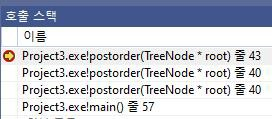 호출 스택
이름
Project3.exe!postorder(TreeNode * root) 줄 43
Project3.exe!postorder(TreeNode * root) 줄 40
Project3.exe!postorder(TreeNode * root) 줄 40
Project3.exe!main() 줄 57